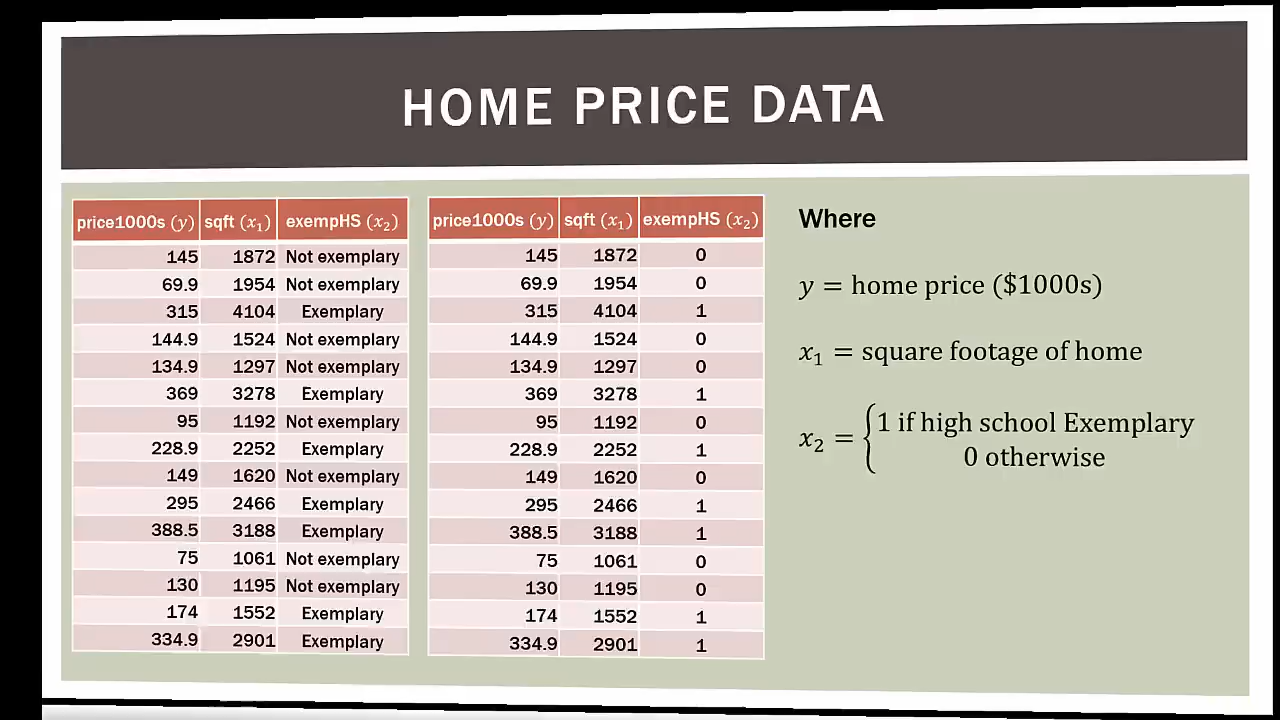 HOME PRICE DATA
price1000s (y) sqft (x₁) exempHS (x₂)
145 1872 Not exemplary
69.9 1954 Not exemplary
315 4104 Exemplary
144.9 1524 Not exemplary
134.9 1297 Not exemplary
369 3278 Exemplary
95 1192 Not exemplary
228.9 2252 Exemplary
149 1620 Not exemplary
295 2466 Exemplary
388.5 3188 Exemplary
75 1061 Not exemplary
130 1195 Not exemplary
174 1552 Exemplary
334.9 2901 Exemplary
price1000s (y) sqft (x₁) exempHS (x₂)
145 1872 0
69.9 1954 0
315 4104 1
144.9 1524 0
134.9 1297 0
369 3278 1
95 1192 0
228.9 2252 1
149 1620 0
295 2466 1
388.5 3188 1
75 1061 0
130 1195 0
174 1552 1
334.9 2901 1
Where
y = home price ($1000s)
x₁ = square footage of home
x₂ = {1 if high school Exemplary
0 otherwise